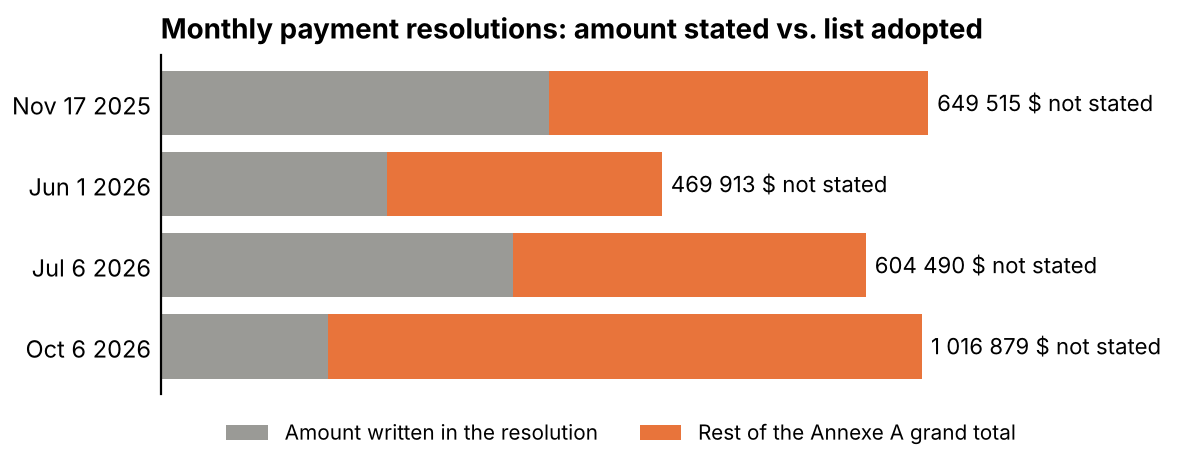 Monthly payment resolutions: amount stated vs. list adopted
Nov 17 2025
649 515 $ not stated
Jun 1 2026
469 913 $ not stated
Jul 6 2026
604 490 $ not stated
Oct 6 2026
1 016 879 $ not stated
Amount written in the resolution
Rest of the Annexe A grand total